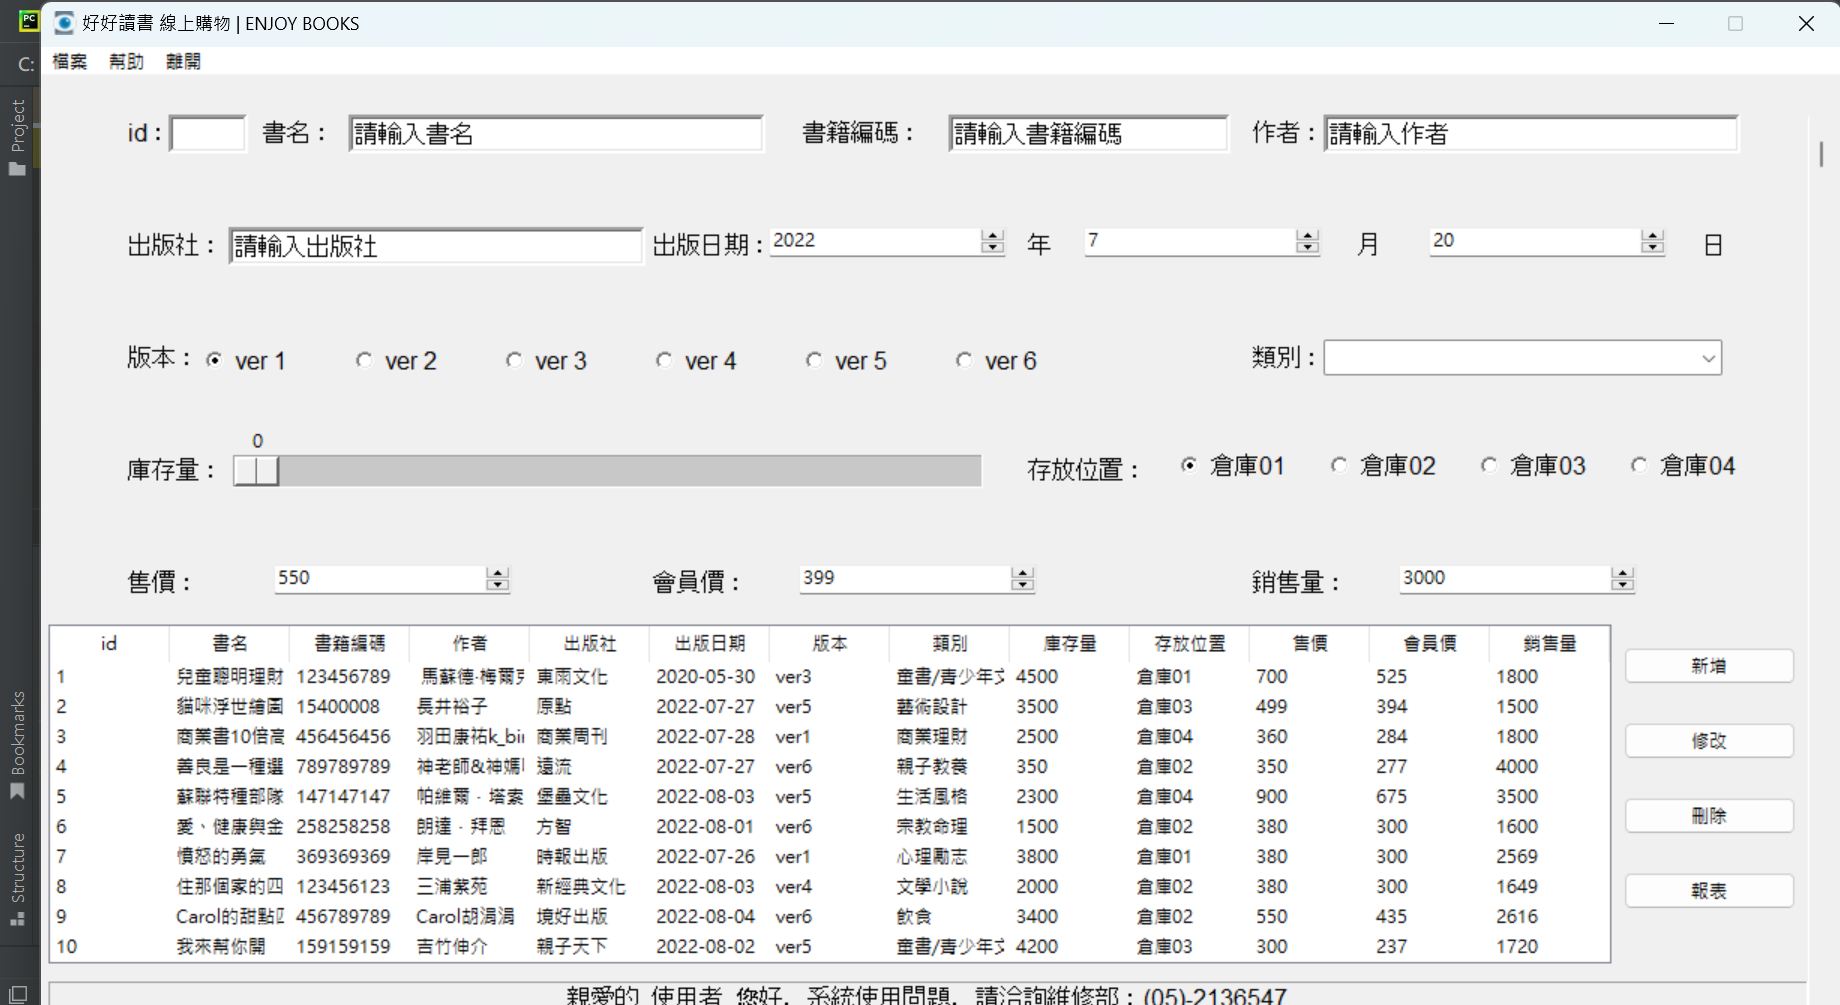 PC 好好讀書 線上購物 | ENJOY BOOKS
C: 檔案 幫助 離開
Project
id： 書名： 請輸入書名 書籍編碼： 請輸入書籍編碼 作者： 請輸入作者
出版社： 請輸入出版社 出版日期： 2022 年 7 月 20 日
版本： ver 1 ver 2 ver 3 ver 4 ver 5 ver 6 類別：
0
庫存量： 存放位置： 倉庫01 倉庫02 倉庫03 倉庫04
售價： 550 會員價： 399 銷售量： 3000
id 書名 書籍編碼 作者 出版社 出版日期 版本 類別 庫存量 存放位置 售價 會員價 銷售量
1 兒童聰明理財 123456789 馬蘇德·梅爾克 東雨文化 2020-05-30 ver3 童書/青少年文 4500 倉庫01 700 525 1800
2 貓咪浮世繪圖 15400008 長井裕子 原點 2022-07-27 ver5 藝術設計 3500 倉庫03 499 394 1500
3 商業書10倍高 456456456 羽田康祐k_bir 商業周刊 2022-07-28 ver1 商業理財 2500 倉庫04 360 284 1800
4 善良是一種選 789789789 神老師&神媽 遠流 2022-07-27 ver6 親子教養 350 倉庫02 350 277 4000
5 蘇聯特種部隊 147147147 帕維爾．塔索 堡壘文化 2022-08-03 ver5 生活風格 2300 倉庫04 900 675 3500
6 愛、健康與金 258258258 朗達．拜恩 方智 2022-08-01 ver6 宗教命理 1500 倉庫02 380 300 1600
7 憤怒的勇氣 369369369 岸見一郎 時報出版 2022-07-26 ver1 心理勵志 3800 倉庫01 380 300 2569
8 住那個家的四 123456123 三浦紫苑 新經典文化 2022-08-03 ver4 文學小說 2000 倉庫02 380 300 1649
9 Carol的甜點 456789789 Carol胡涓涓 境好出版 2022-08-04 ver6 飲食 3400 倉庫02 550 435 2616
10 我來幫你開 159159159 吉竹伸介 親子天下 2022-08-02 ver5 童書/青少年文 4200 倉庫03 300 237 1720
新增
修改
刪除
報表
Bookmarks
Structure
親愛的 使用者 您好，系統使用問題，請洽詢維修部：(05)-2136547